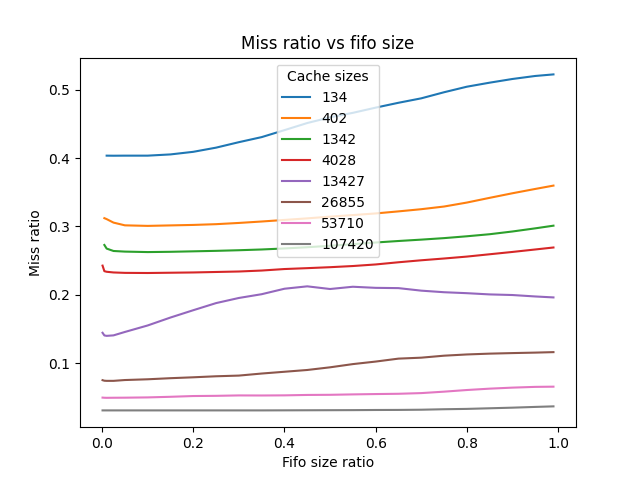 Miss ratio vs fifo size
Cache sizes
134
402
1342
4028
13427
26855
53710
107420
Miss ratio
0.5
0.4
0.3
0.2
0.1
0.0 0.2 0.4 0.6 0.8 1.0
Fifo size ratio